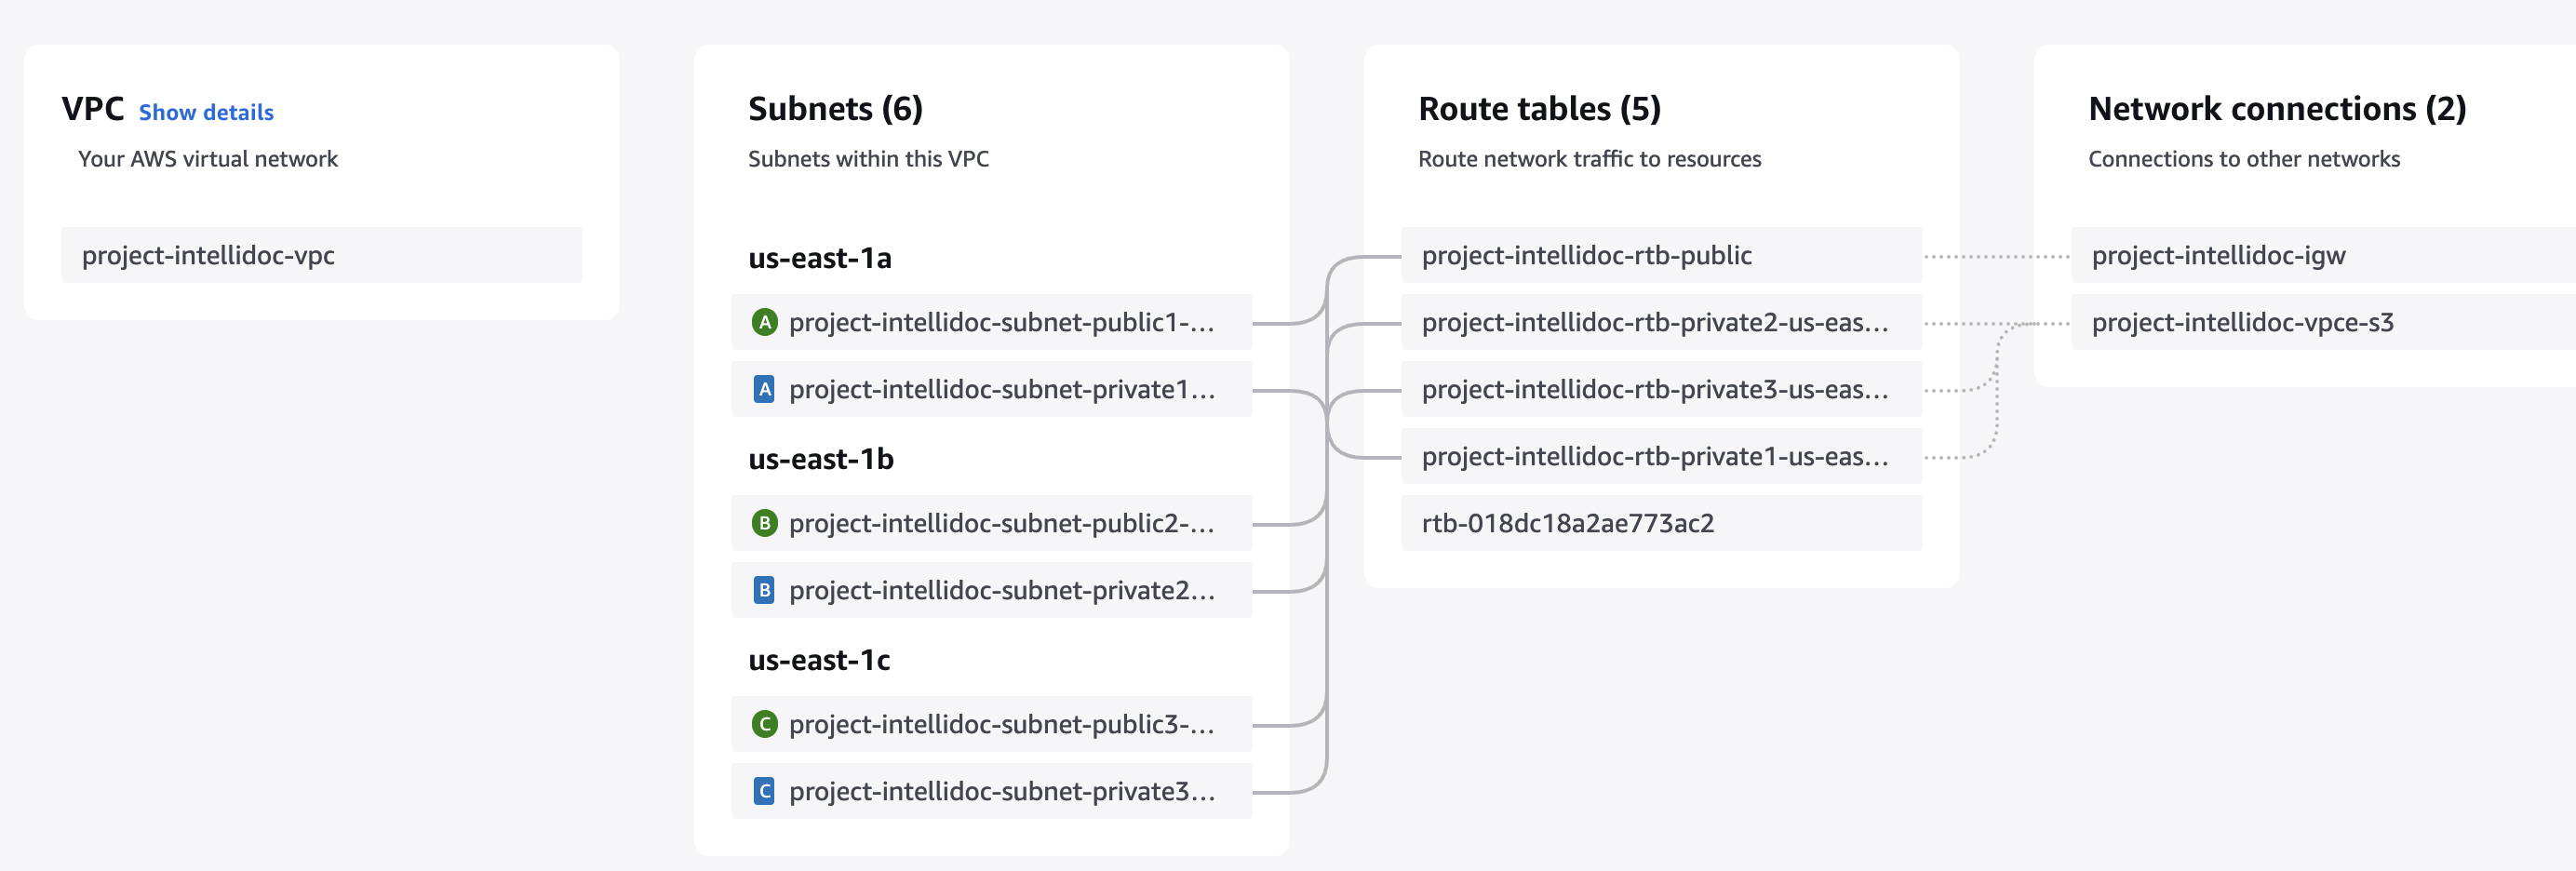 VPC Show details
Your AWS virtual network
project-intellidoc-vpc
Subnets (6)
Subnets within this VPC
us-east-1a
A project-intellidoc-subnet-public1-...
A project-intellidoc-subnet-private1...
us-east-1b
B project-intellidoc-subnet-public2-...
B project-intellidoc-subnet-private2...
us-east-1c
C project-intellidoc-subnet-public3-...
C project-intellidoc-subnet-private3...
Route tables (5)
Route network traffic to resources
project-intellidoc-rtb-public
project-intellidoc-rtb-private2-us-eas...
project-intellidoc-rtb-private3-us-eas...
project-intellidoc-rtb-private1-us-eas...
rtb-018dc18a2ae773ac2
Network connections (2)
Connections to other networks
project-intellidoc-igw
project-intellidoc-vpce-s3